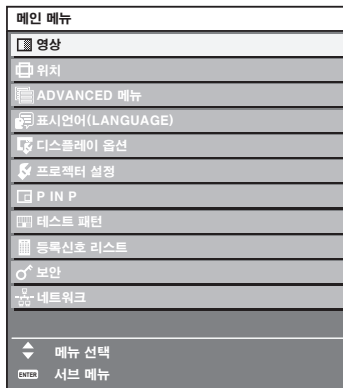 메인 메뉴
영상
위치
ADVANCED 메뉴
표시언어(LANGUAGE)
디스플레이 옵션
프로젝터 설정
P IN P
테스트 패턴
등록신호 리스트
보안
네트워크
메뉴 선택
ENTER 서브 메뉴